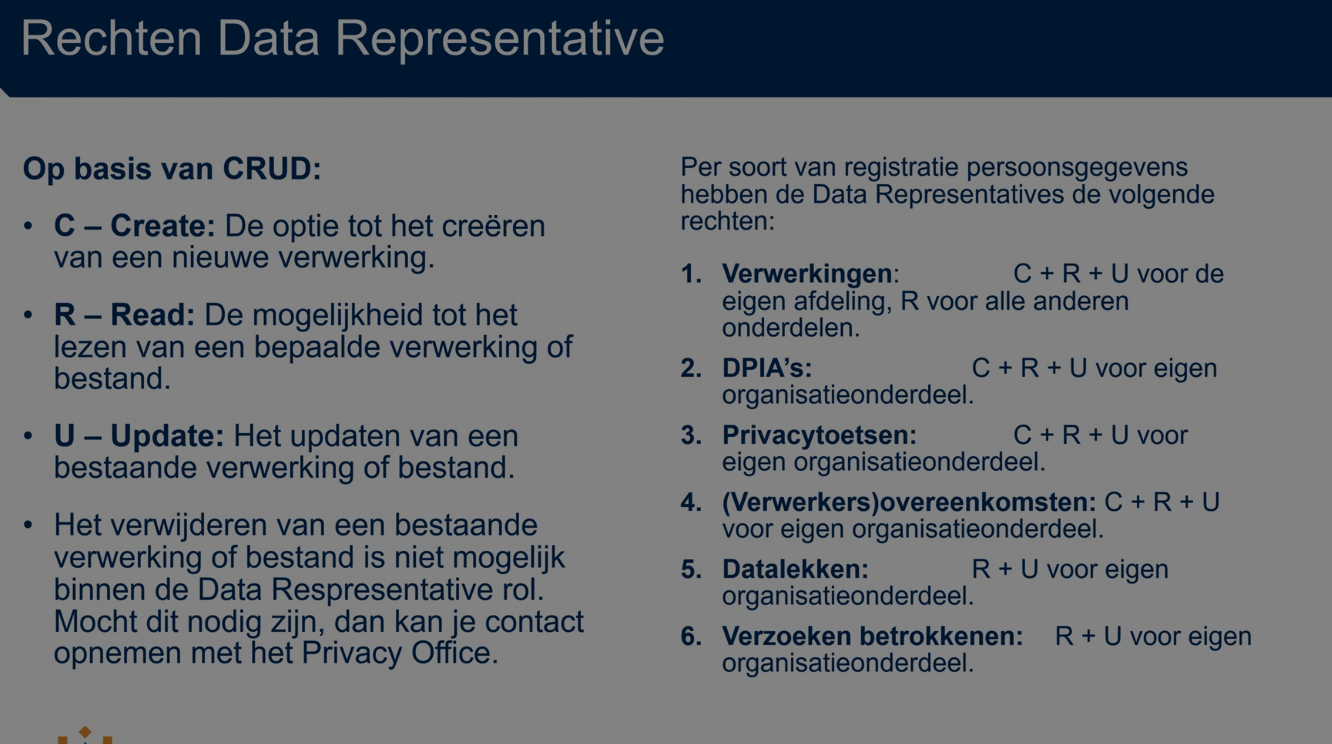 Rechten Data Representative
Op basis van CRUD:
• C – Create: De optie tot het creëren
van een nieuwe verwerking.
• R – Read: De mogelijkheid tot het
lezen van een bepaalde verwerking of
bestand.
• U – Update: Het updaten van een
bestaande verwerking of bestand.
• Het verwijderen van een bestaande
verwerking of bestand is niet mogelijk
binnen de Data Respresentative rol.
Mocht dit nodig zijn, dan kan je contact
opnemen met het Privacy Office.
Per soort van registratie persoonsgegevens
hebben de Data Representatives de volgende
rechten:
1. Verwerkingen: C + R + U voor de
eigen afdeling, R voor alle anderen
onderdelen.
2. DPIA’s: C + R + U voor eigen
organisatieonderdeel.
3. Privacytoetsen: C + R + U voor
eigen organisatieonderdeel.
4. (Verwerkers)overeenkomsten: C + R + U
voor eigen organisatieonderdeel.
5. Datalekken: R + U voor eigen
organisatieonderdeel.
6. Verzoeken betrokkenen: R + U voor eigen
organisatieonderdeel.